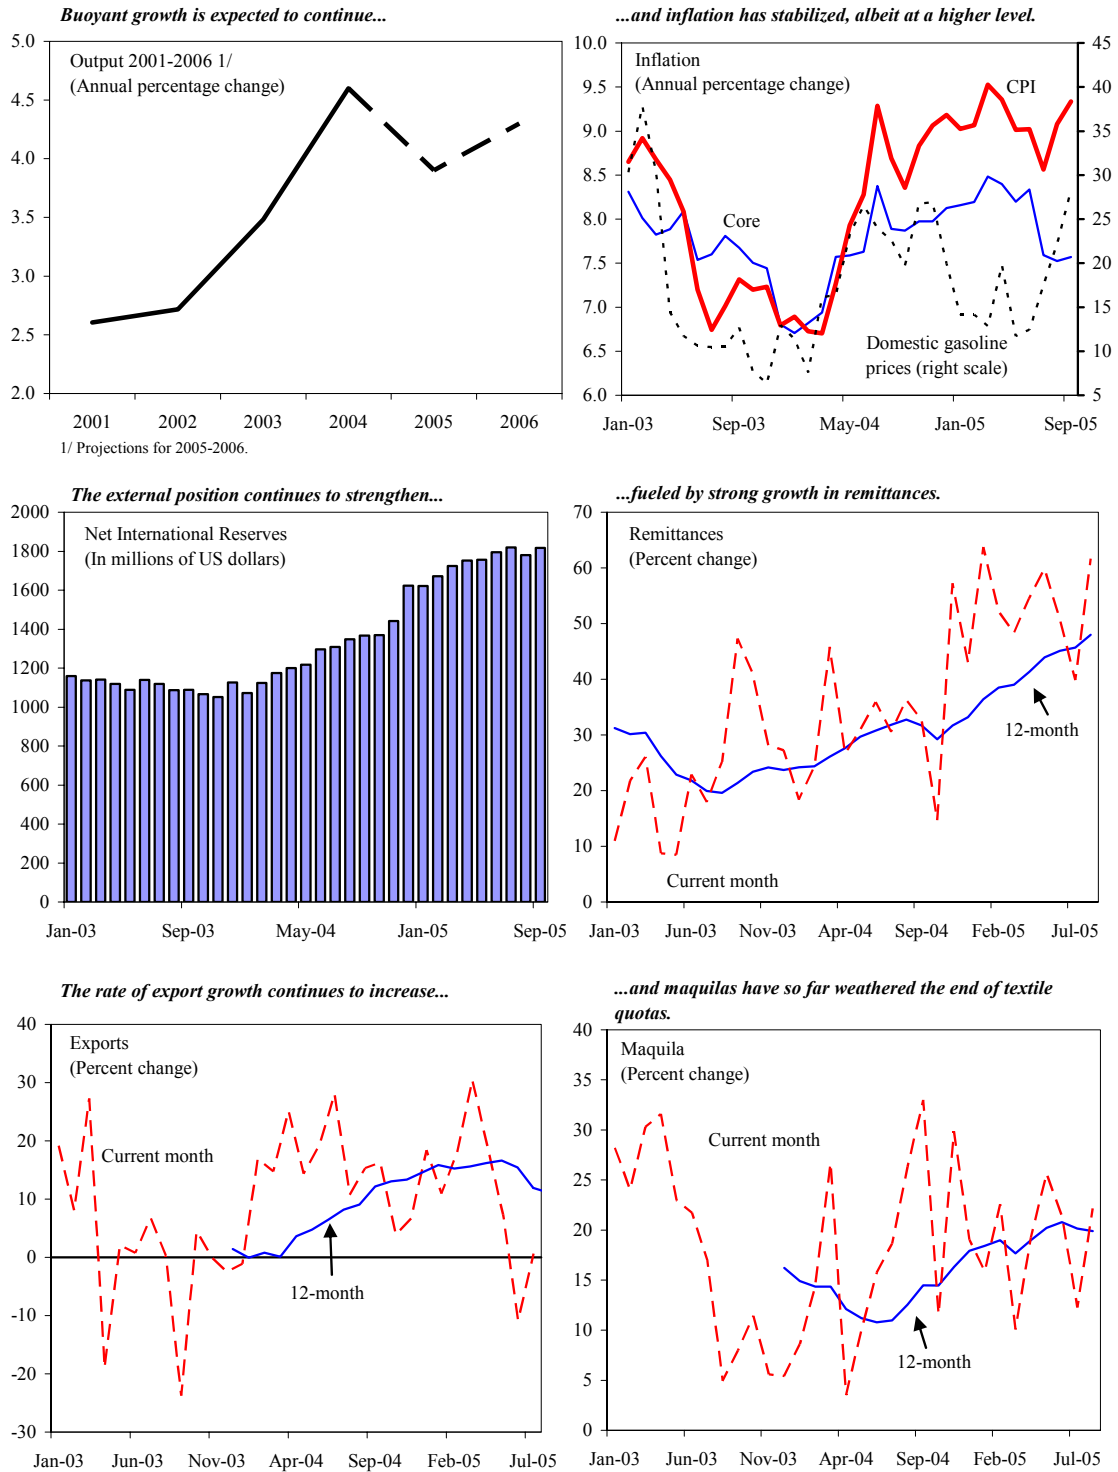 Buoyant growth is expected to continue...
Output 2001-2006 1/
(Annual percentage change)
5.0
4.5
4.0
3.5
3.0
2.5
2.0
2001 2002 2003 2004 2005 2006
1/ Projections for 2005-2006.
...and inflation has stabilized, albeit at a higher level.
Inflation
(Annual percentage change)
CPI
Core
Domestic gasoline
prices (right scale)
10.0
9.5
9.0
8.5
8.0
7.5
7.0
6.5
6.0
45
40
35
30
25
20
15
10
5
Jan-03 Sep-03 May-04 Jan-05 Sep-05
The external position continues to strengthen...
Net International Reserves
(In millions of US dollars)
2000
1800
1600
1400
1200
1000
800
600
400
200
0
Jan-03 Sep-03 May-04 Jan-05 Sep-05
...fueled by strong growth in remittances.
Remittances
(Percent change)
12-month
Current month
70
60
50
40
30
20
10
0
Jan-03 Jun-03 Nov-03 Apr-04 Sep-04 Feb-05 Jul-05
The rate of export growth continues to increase...
Exports
(Percent change)
Current month
12-month
40
30
20
10
0
-10
-20
-30
Jan-03 Jun-03 Nov-03 Apr-04 Sep-04 Feb-05 Jul-05
...and maquilas have so far weathered the end of textile
quotas.
Maquila
(Percent change)
Current month
12-month
40
35
30
25
20
15
10
5
0
Jan-03 Jun-03 Nov-03 Apr-04 Sep-04 Feb-05 Jul-05